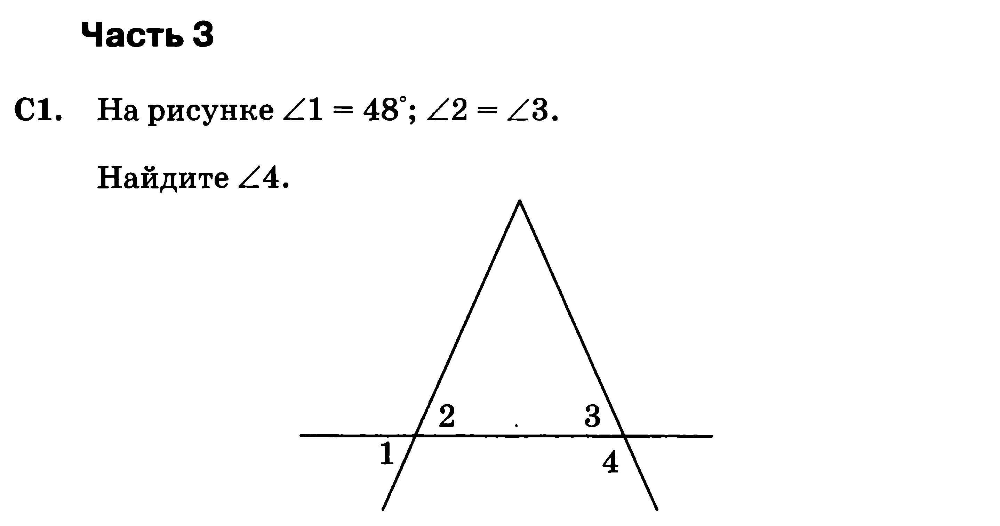 Часть 3
С1. На рисунке ∠1 = 48°; ∠2 = ∠3.
Найдите ∠4.
2 3
1 4